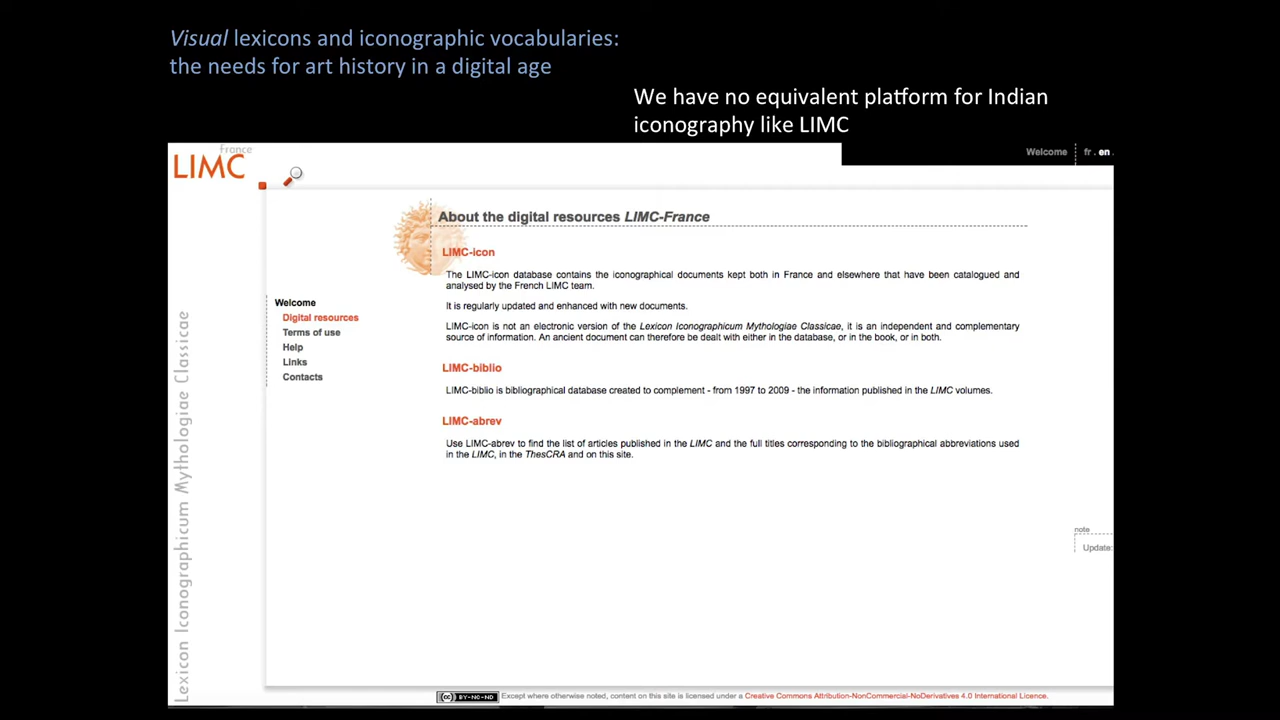 Visual lexicons and iconographic vocabularies:
the needs for art history in a digital age
We have no equivalent platform for Indian
iconography like LIMC
France
LIMC
Welcome
fr . en .
About the digital resources LIMC-France
LIMC-icon
The LIMC-icon database contains the iconographical documents kept both in France and elsewhere that have been catalogued and
analysed by the French LIMC team.
It is regularly updated and enhanced with new documents.
LIMC-icon is not an electronic version of the Lexicon Iconographicum Mythologiae Classicae, it is an independent and complementary
source of information. An ancient document can therefore be dealt with either in the database, or in the book, or in both.
LIMC-biblio
LIMC-biblio is bibliographical database created to complement - from 1997 to 2009 - the information published in the LIMC volumes.
LIMC-abrev
Use LIMC-abrev to find the list of articles published in the LIMC and the full titles corresponding to the bibliographical abbreviations used
in the LIMC, in the ThesCRA and on this site.
Welcome
Digital resources
Terms of use
Help
Links
Contacts
Lexicon Iconographicum Mythologiae Classicae
note
Update:
cc BY-NC-ND
Except where otherwise noted, content on this site is licensed under a Creative Commons Attribution-NonCommercial-NoDerivatives 4.0 International Licence.